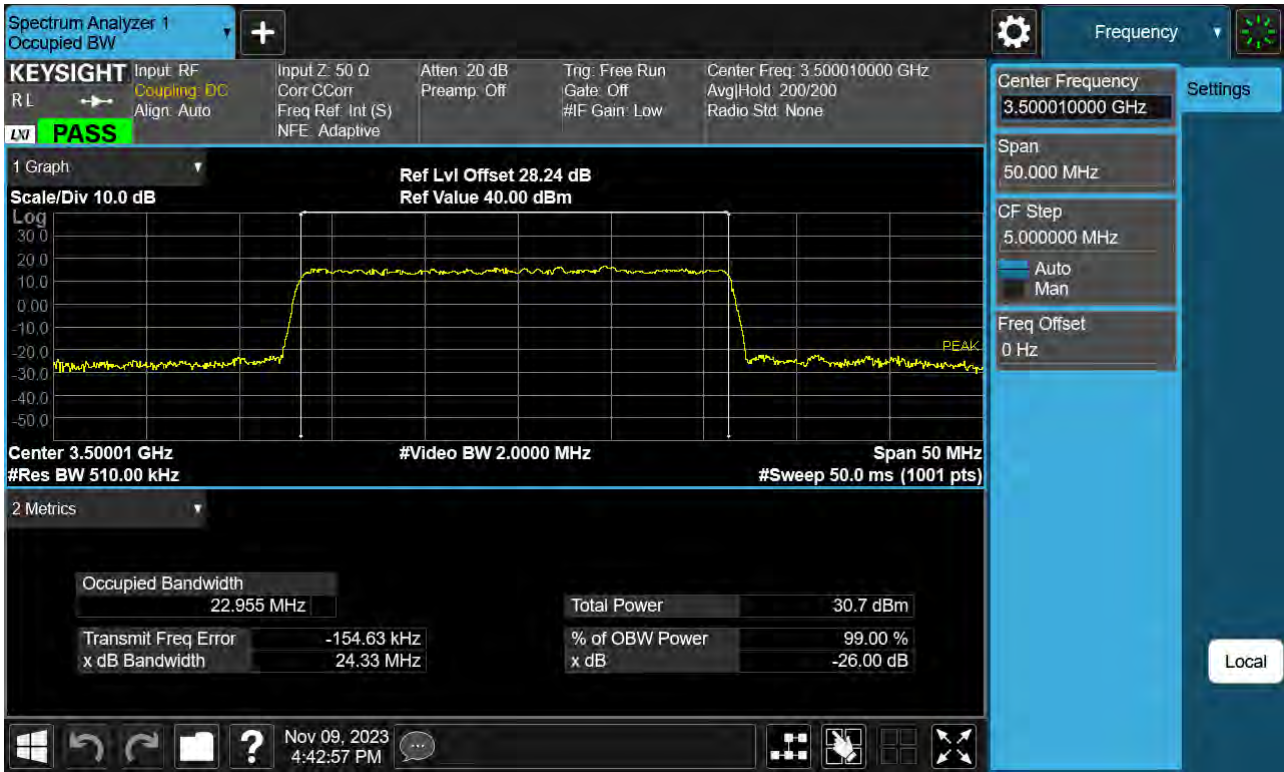 Spectrum Analyzer 1
Occupied BW
+
Frequency
KEYSIGHT
RL
LXI
PASS
Input: RF
Coupling: DC
Align: Auto
Input Z: 50 Ω
Corr CCorr
Freq Ref: Int (S)
NFE: Adaptive
Atten: 20 dB
Preamp: Off
Trig: Free Run
Gate: Off
#IF Gain: Low
Center Freq: 3.500010000 GHz
Avg|Hold: 200/200
Radio Std: None
Center Frequency
3.500010000 GHz
Settings
Span
50.000 MHz
CF Step
5.000000 MHz
Auto
Man
Freq Offset
0 Hz
Local
1 Graph
Scale/Div 10.0 dB
Ref Lvl Offset 28.24 dB
Ref Value 40.00 dBm
Log
30.0
20.0
10.0
0.00
-10.0
-20.0
-30.0
-40.0
-50.0
PEAK
Center 3.50001 GHz
#Video BW 2.0000 MHz
Span 50 MHz
#Res BW 510.00 kHz
#Sweep 50.0 ms (1001 pts)
2 Metrics
Occupied Bandwidth
22.955 MHz
Total Power 30.7 dBm
Transmit Freq Error -154.63 kHz
% of OBW Power 99.00 %
x dB Bandwidth 24.33 MHz
x dB -26.00 dB
?
Nov 09, 2023
4:42:57 PM